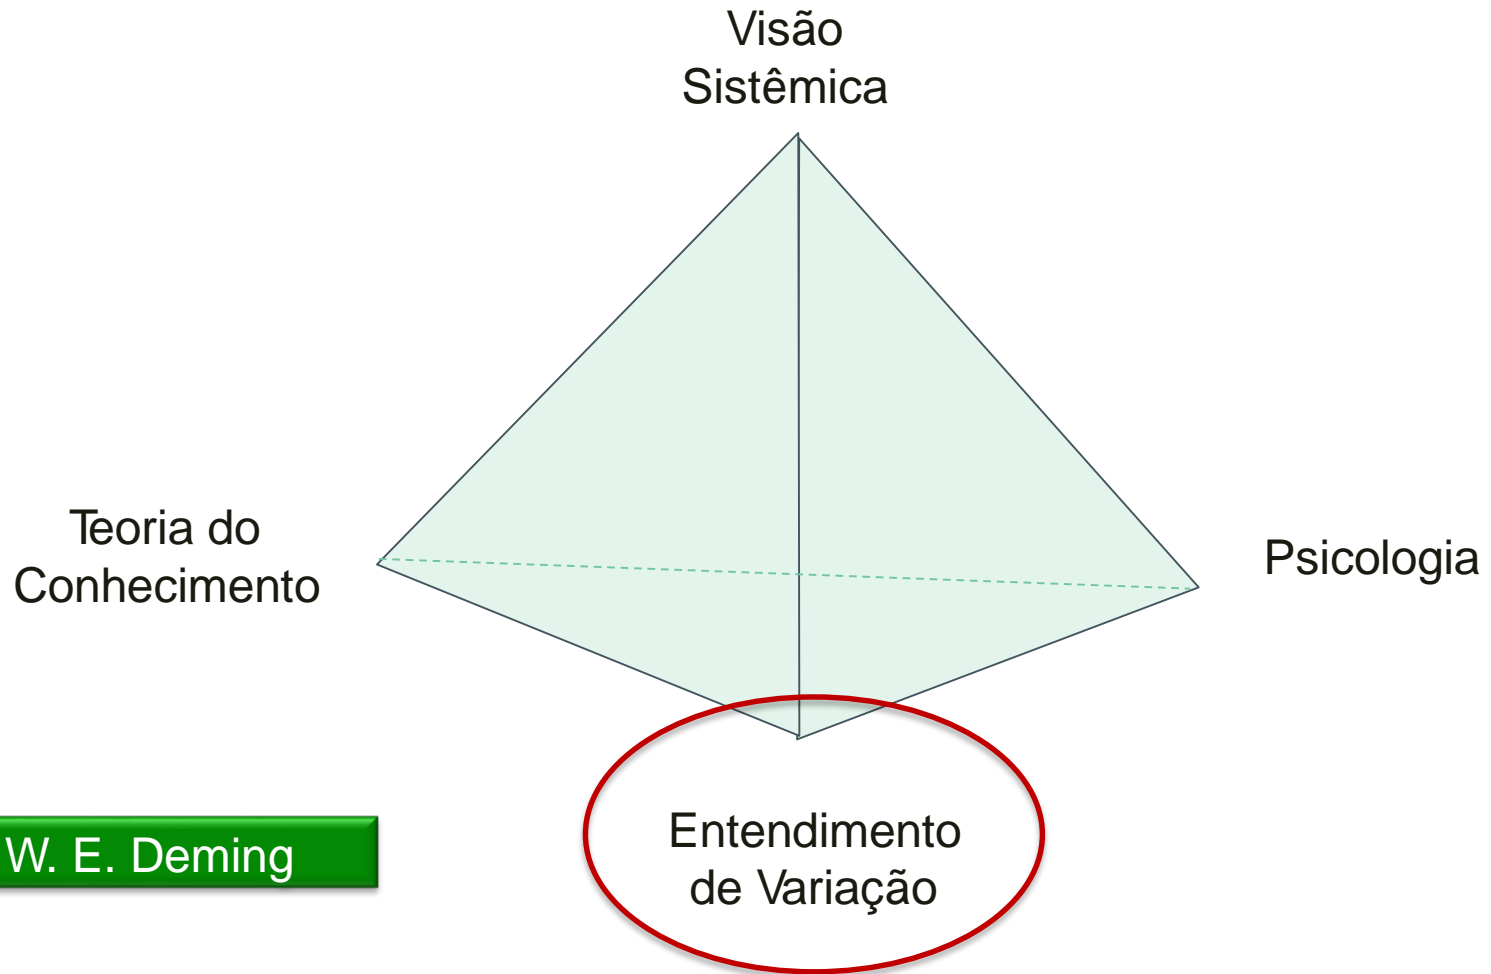 Visão
Sistêmica
Teoria do
Conhecimento
Psicologia
Entendimento
de Variação
W. E. Deming